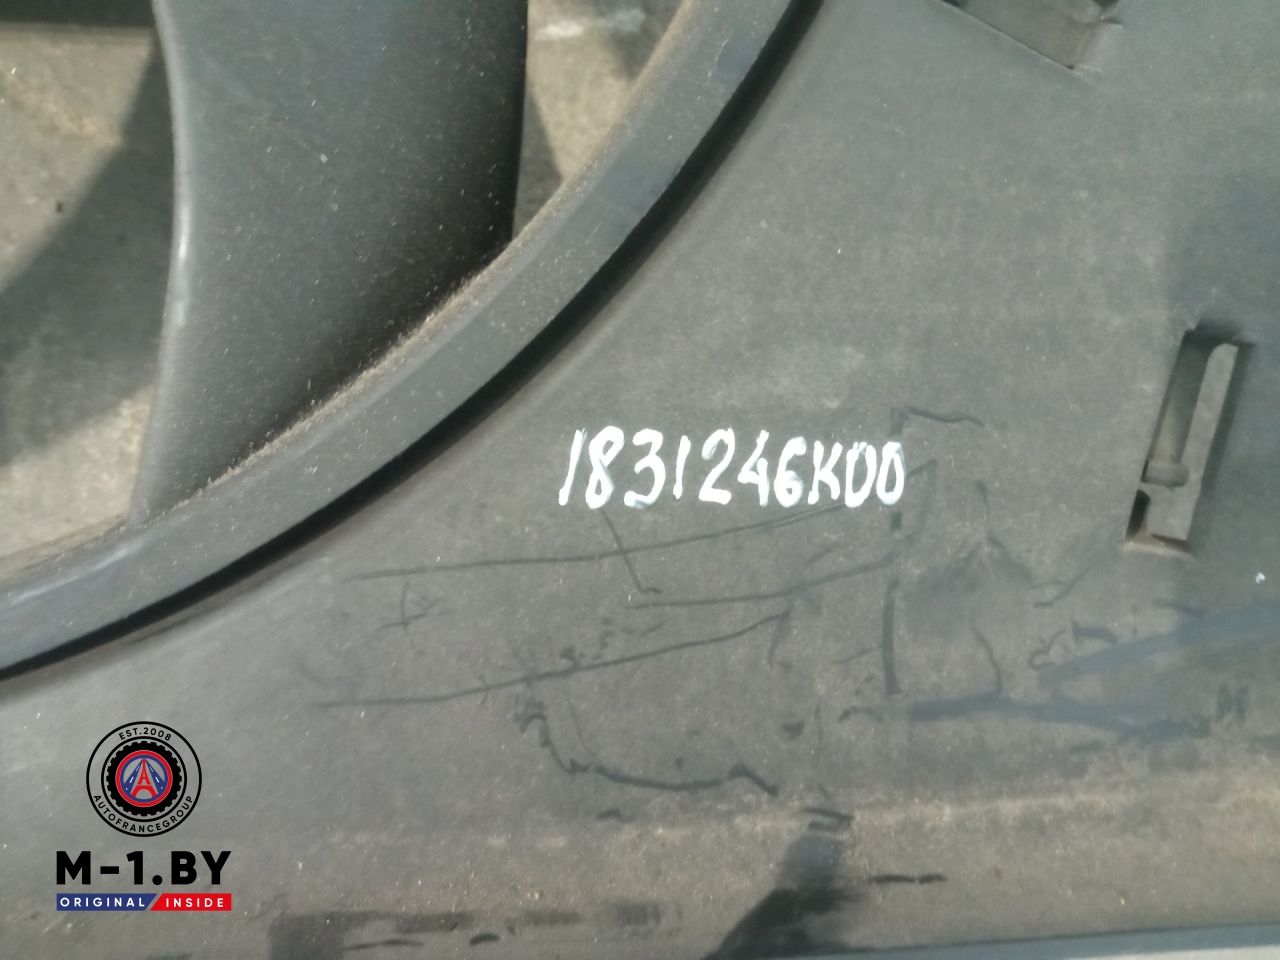 1831246KD0
EST.2008
AUTOFRANCEGROUP
M-1.BY
ORIGINAL INSIDE